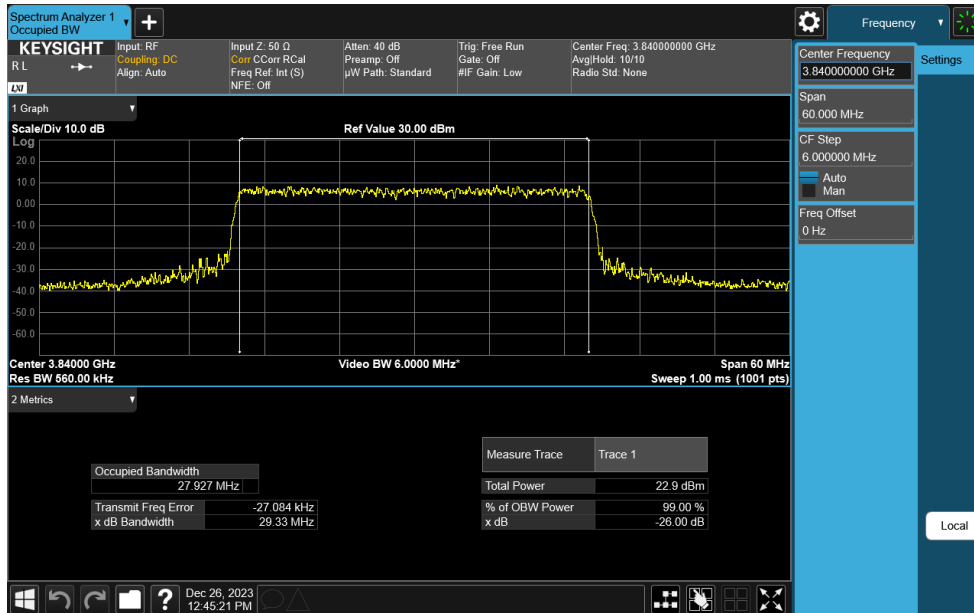 Spectrum Analyzer 1
Occupied BW
Frequency
KEYSIGHT
R L
LXI
Input: RF
Coupling: DC
Align: Auto
Input Z: 50 Ω
Corr CCorr RCal
Freq Ref: Int (S)
NFE: Off
Atten: 40 dB
Preamp: Off
µW Path: Standard
Trig: Free Run
Gate: Off
#IF Gain: Low
Center Freq: 3.840000000 GHz
Avg|Hold: 10/10
Radio Std: None
Center Frequency
3.840000000 GHz
Settings
Span
60.000 MHz
CF Step
6.000000 MHz
Auto
Man
Freq Offset
0 Hz
Local
1 Graph
Scale/Div 10.0 dB
Ref Value 30.00 dBm
Log
20.0
10.0
0.00
-10.0
-20.0
-30.0
-40.0
-50.0
-60.0
Center 3.84000 GHz
Video BW 6.0000 MHz*
Span 60 MHz
Res BW 560.00 kHz
Sweep 1.00 ms (1001 pts)
2 Metrics
Occupied Bandwidth
27.927 MHz
Transmit Freq Error -27.084 kHz
x dB Bandwidth 29.33 MHz
Measure Trace Trace 1
Total Power 22.9 dBm
% of OBW Power 99.00 %
x dB -26.00 dB
?
Dec 26, 2023
12:45:21 PM